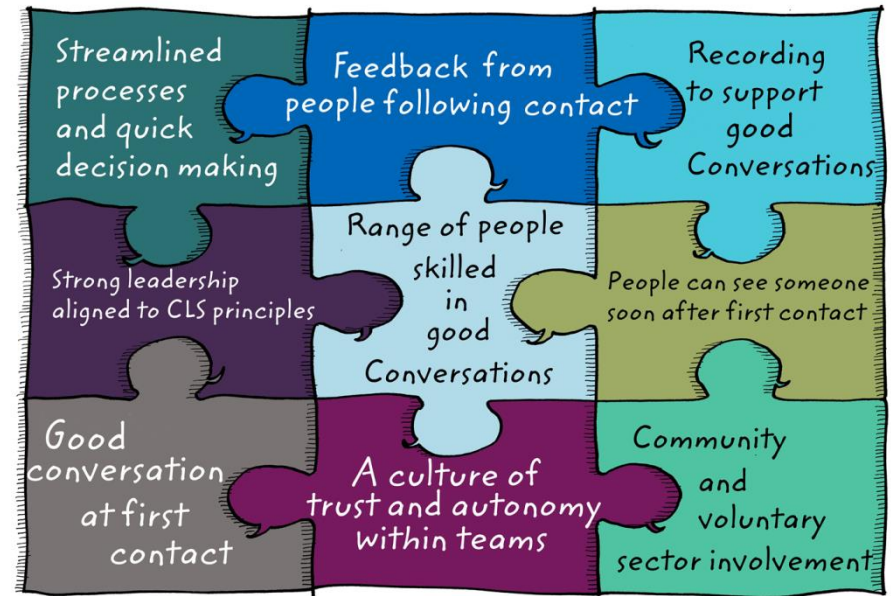 Streamlined
processes
and quick
decision making
Feedback from
people following contact
Recording
to support
good
Conversations
Strong leadership
aligned to CLS principles
Range of people
skilled
in
good
Conversations
People can see someone
soon after first contact
Good
conversation
at first
contact
A culture of
trust and autonomy
within teams
Community
and
voluntary
sector involvement